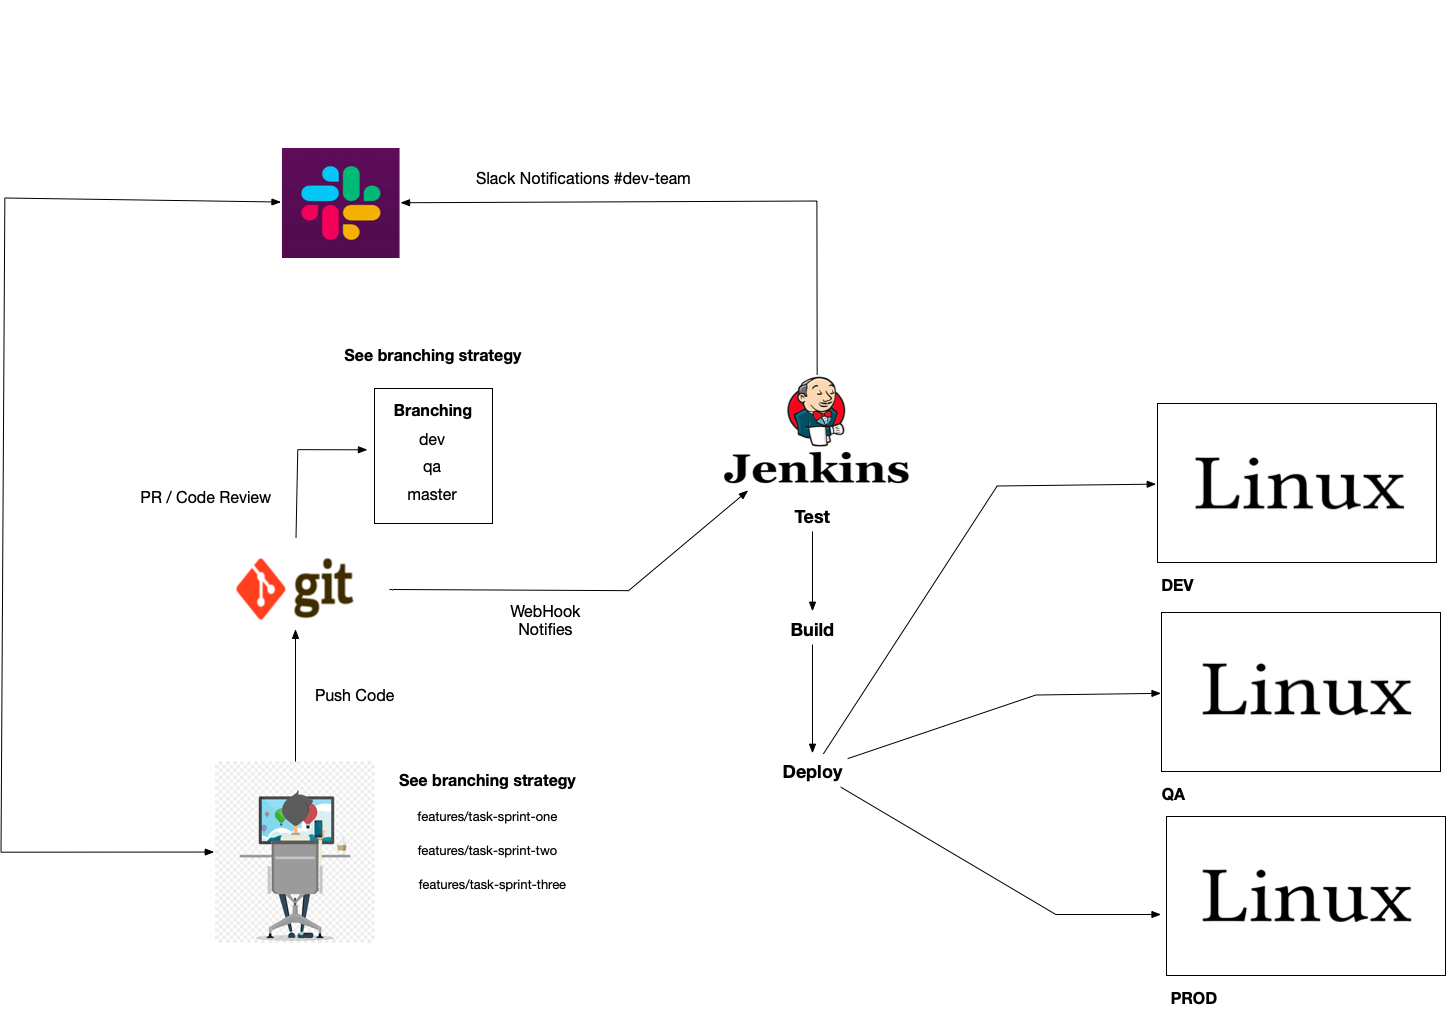 Slack Notifications #dev-team
See branching strategy
Branching
dev
qa
master
PR / Code Review
git
Jenkins
Test
Build
Deploy
WebHook
Notifies
Push Code
See branching strategy
features/task-sprint-one
features/task-sprint-two
features/task-sprint-three
Linux
DEV
Linux
QA
Linux
PROD